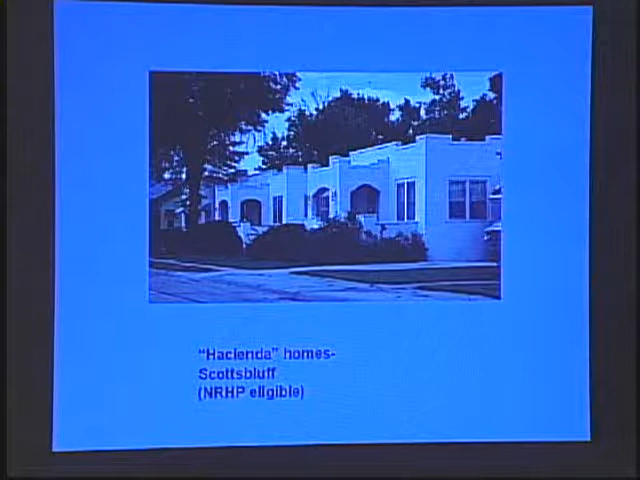 "Hacienda" homes-
Scottsbluff
(NRHP eligible)